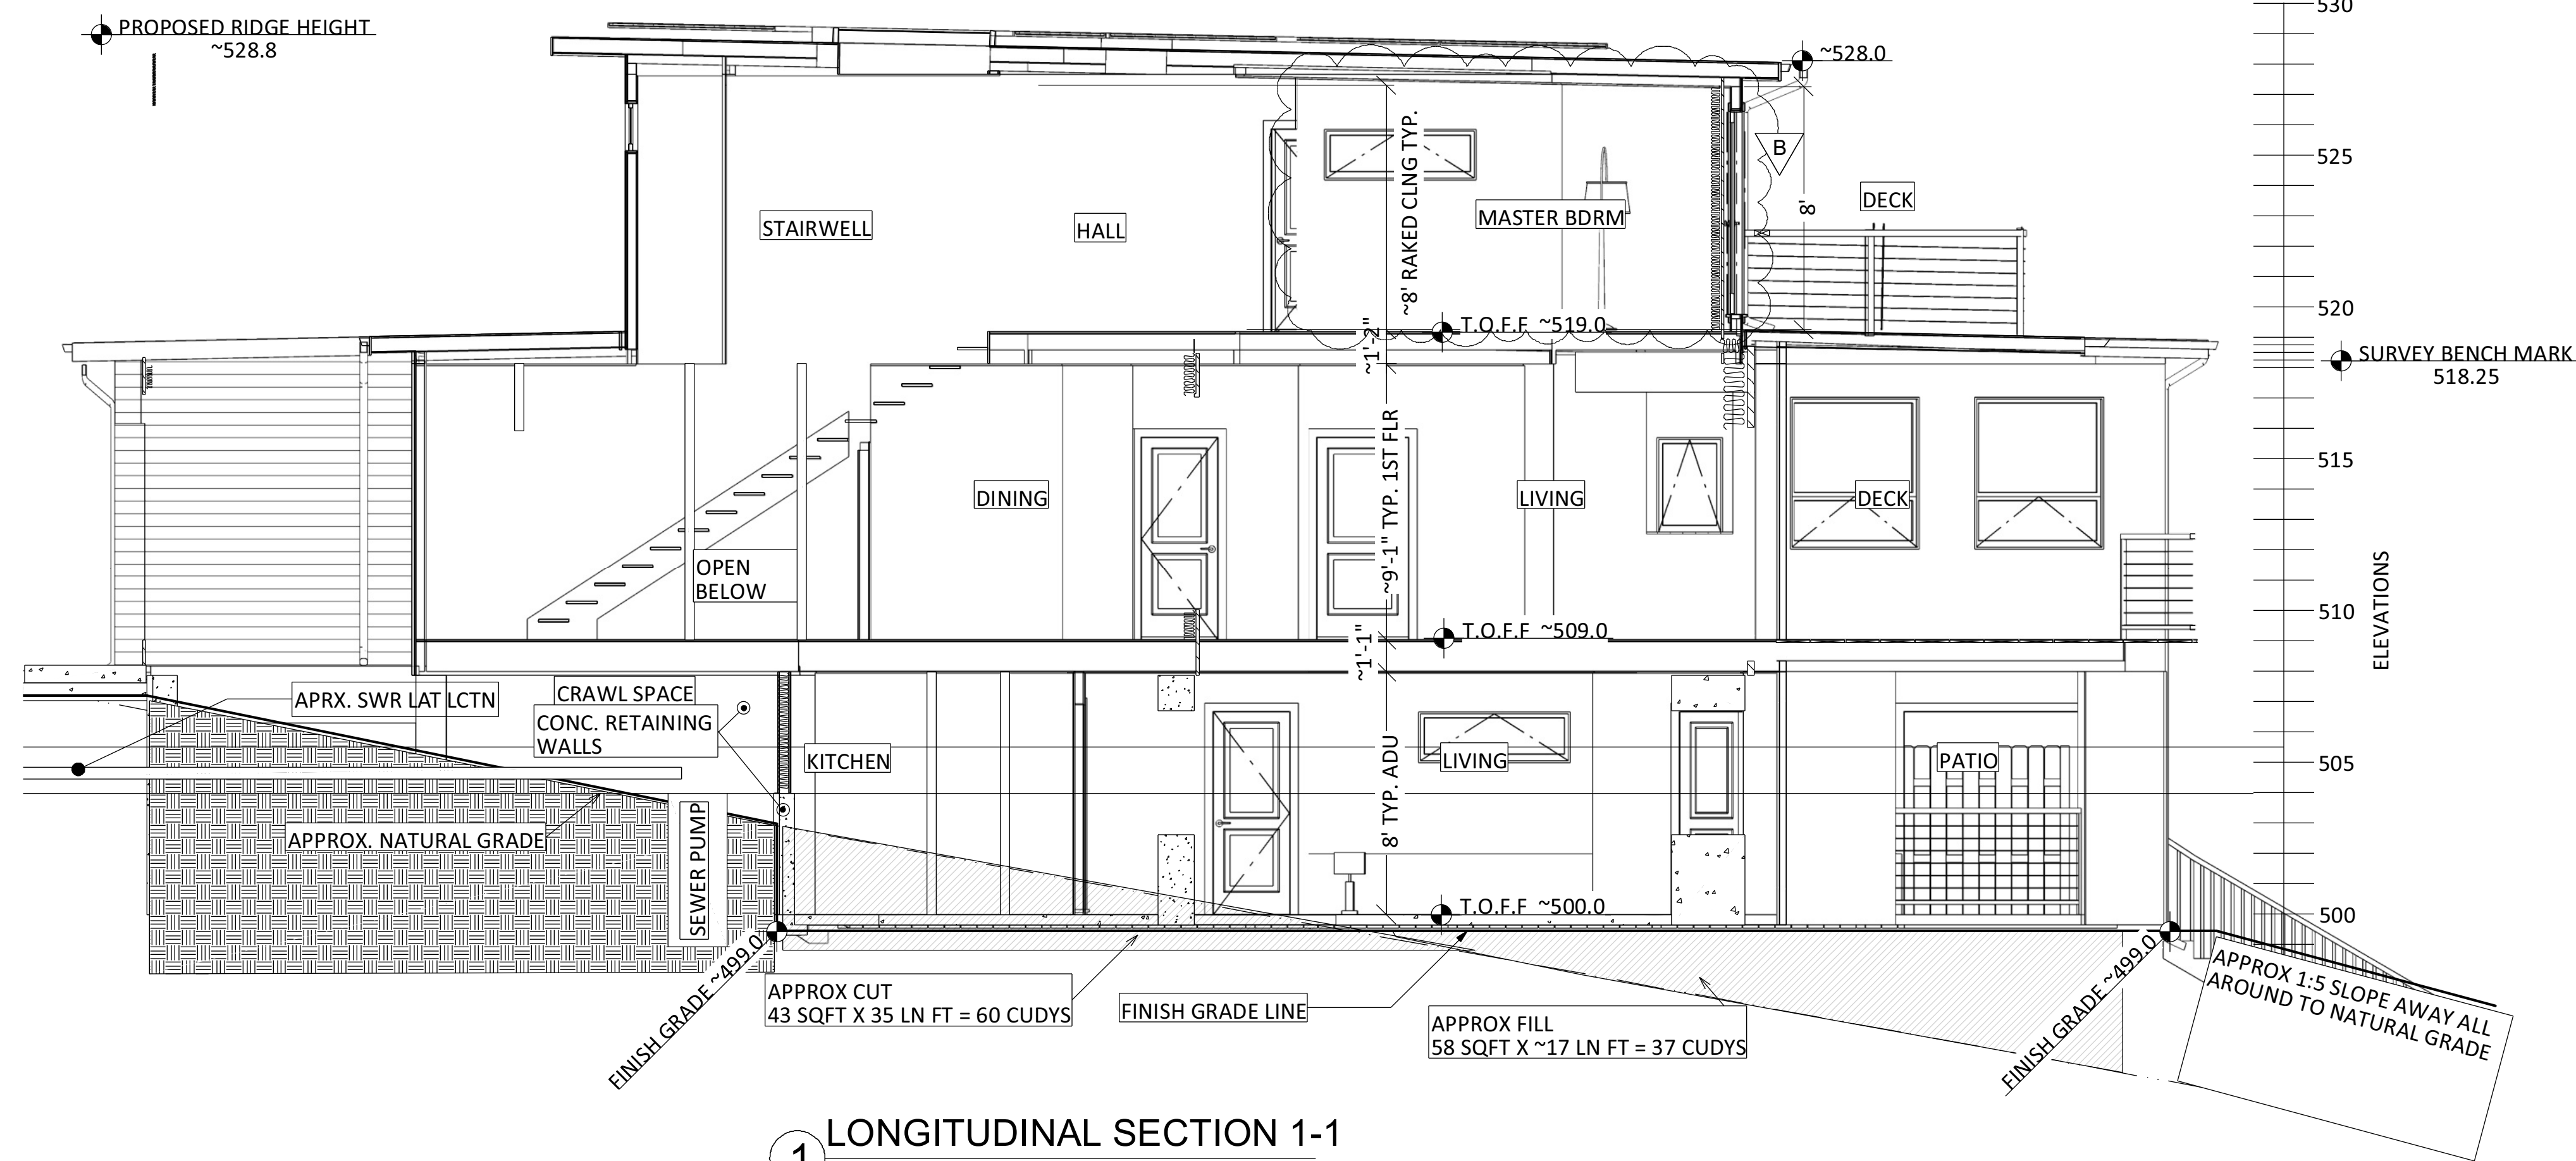 PROPOSED RIDGE HEIGHT
~528.8
530
~528.0
~8' RAKED CLNG TYP.
B
525
STAIRWELL
HALL
MASTER BDRM
8'
DECK
520
T.O.F.F ~519.0
~1'-2"
SURVEY BENCH MARK
518.25
515
~9'-1" TYP. 1ST FLR
DINING
LIVING
DECK
OPEN
BELOW
510
ELEVATIONS
T.O.F.F ~509.0
~1'-1"
APRX. SWR LAT LCTN
CRAWL SPACE
CONC. RETAINING
WALLS
KITCHEN
8' TYP. ADU
LIVING
PATIO
505
APPROX. NATURAL GRADE
SEWER PUMP
T.O.F.F ~500.0
500
FINISH GRADE ~499.0
APPROX CUT
43 SQFT X 35 LN FT = 60 CUDYS
FINISH GRADE LINE
APPROX FILL
58 SQFT X ~17 LN FT = 37 CUDYS
FINISH GRADE ~499.0
APPROX 1:5 SLOPE AWAY ALL
AROUND TO NATURAL GRADE
1
LONGITUDINAL SECTION 1-1